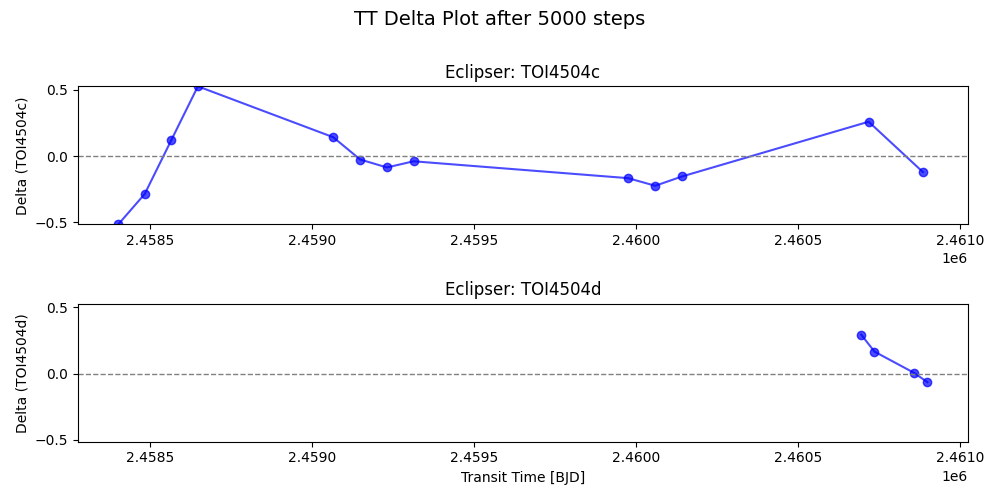 TT Delta Plot after 5000 steps
Eclipser: TOI4504c
Delta (TOI4504c)
0.5
0.0
−0.5
2.4585 2.4590 2.4595 2.4600 2.4605 2.4610
1e6
Eclipser: TOI4504d
Delta (TOI4504d)
0.5
0.0
−0.5
2.4585 2.4590 2.4595 2.4600 2.4605 2.4610
1e6
Transit Time [BJD]